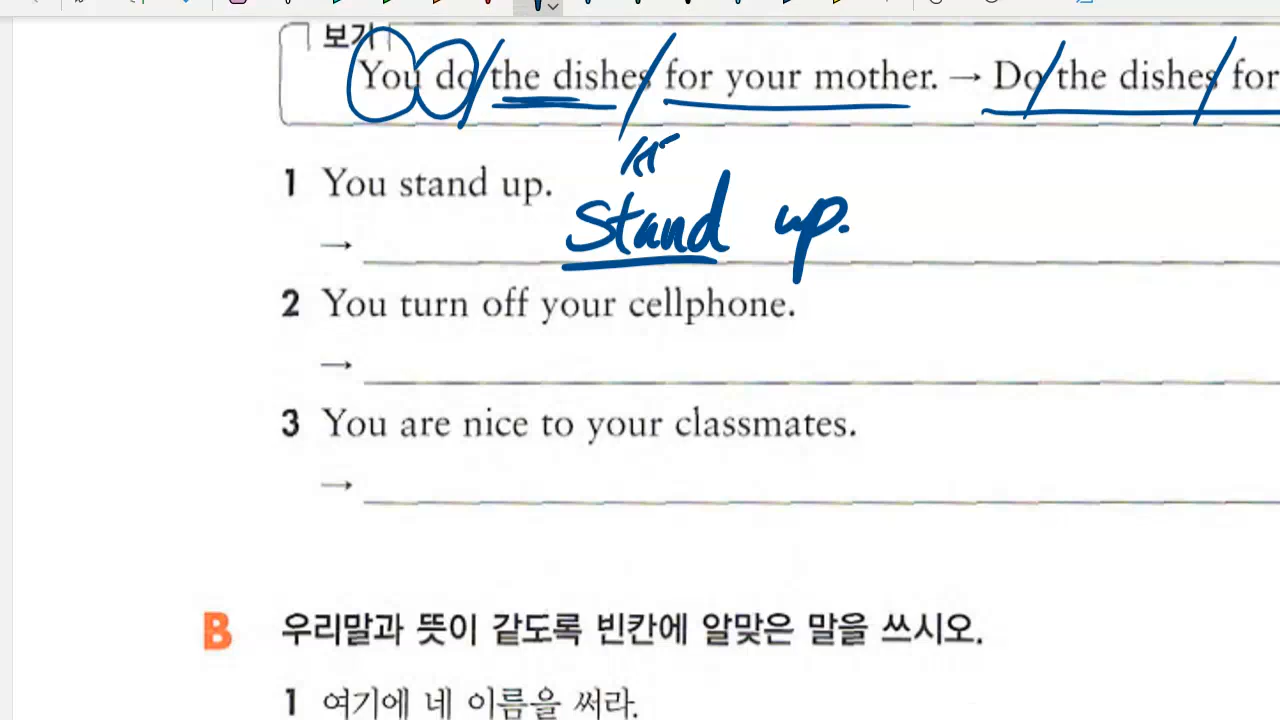 보기
You do the dishes for your mother. → Do the dishes for
1 You stand up.
→ Stand up.
2 You turn off your cellphone.
→
3 You are nice to your classmates.
→
B 우리말과 뜻이 같도록 빈칸에 알맞은 말을 쓰시오.
1 여기에 네 이름을 써라.